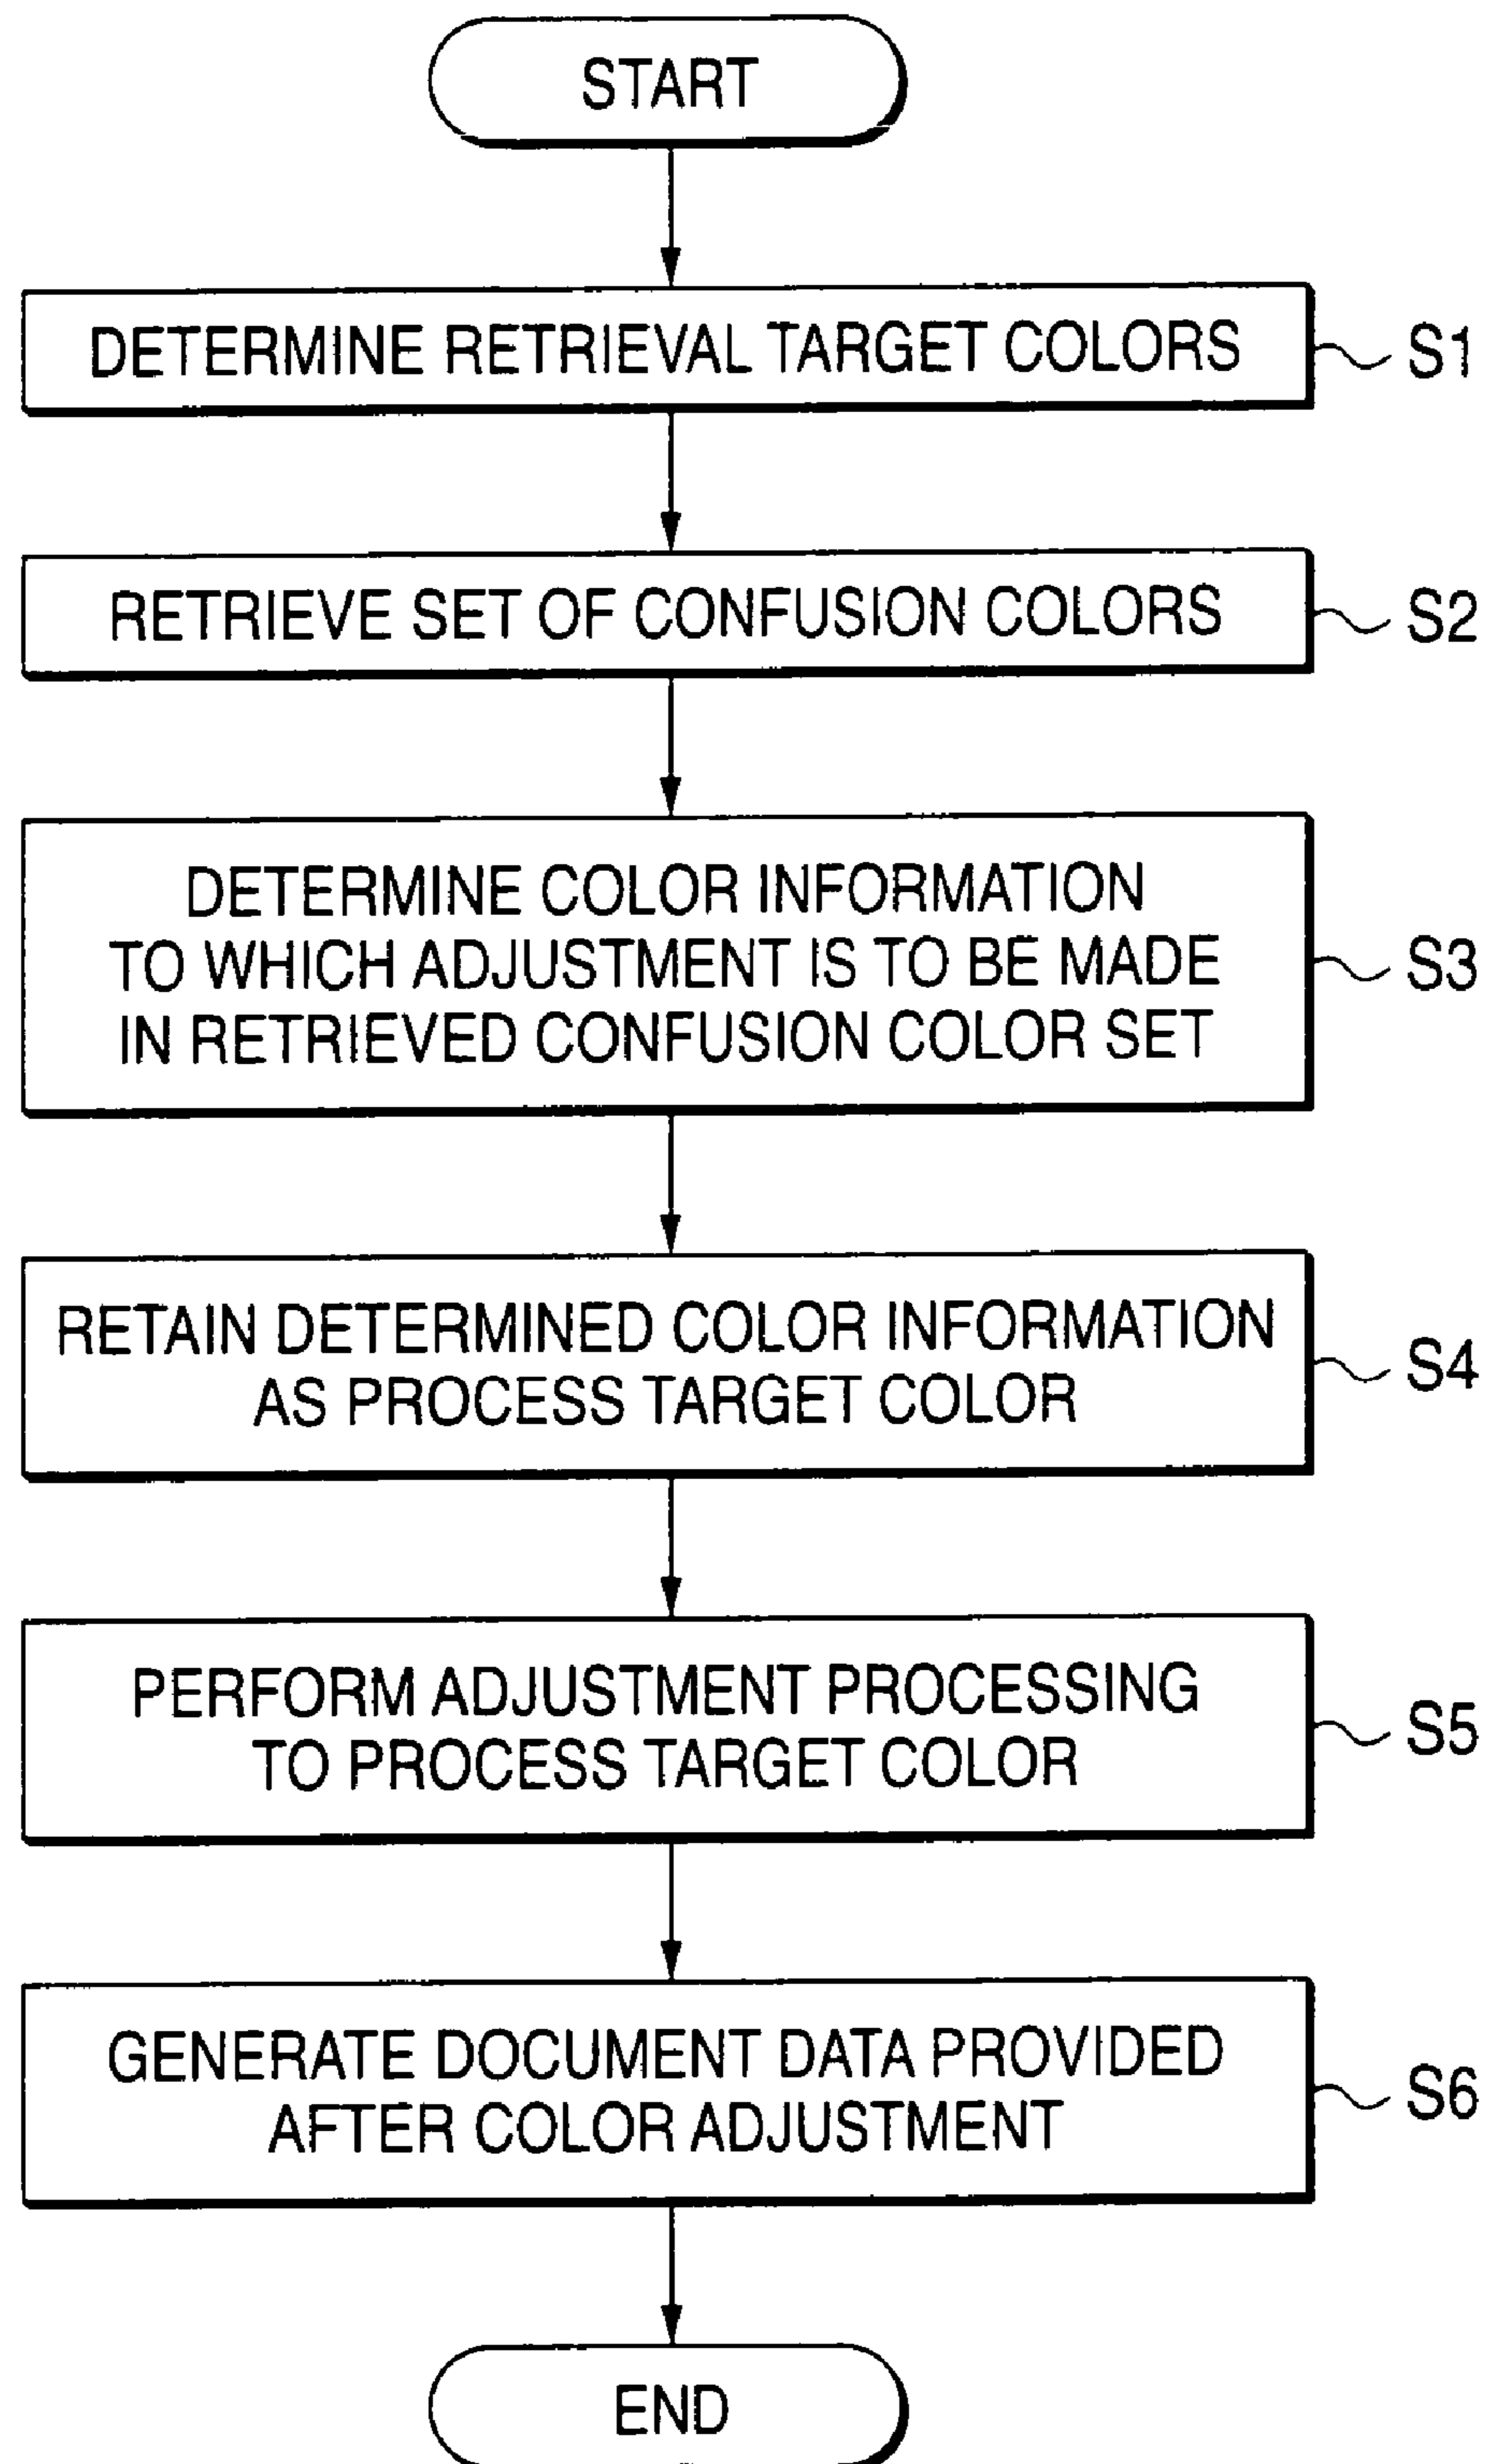 START
DETERMINE RETRIEVAL TARGET COLORS
S1
RETRIEVE SET OF CONFUSION COLORS
S2
DETERMINE COLOR INFORMATION
TO WHICH ADJUSTMENT IS TO BE MADE
IN RETRIEVED CONFUSION COLOR SET
S3
RETAIN DETERMINED COLOR INFORMATION
AS PROCESS TARGET COLOR
S4
PERFORM ADJUSTMENT PROCESSING
TO PROCESS TARGET COLOR
S5
GENERATE DOCUMENT DATA PROVIDED
AFTER COLOR ADJUSTMENT
S6
END